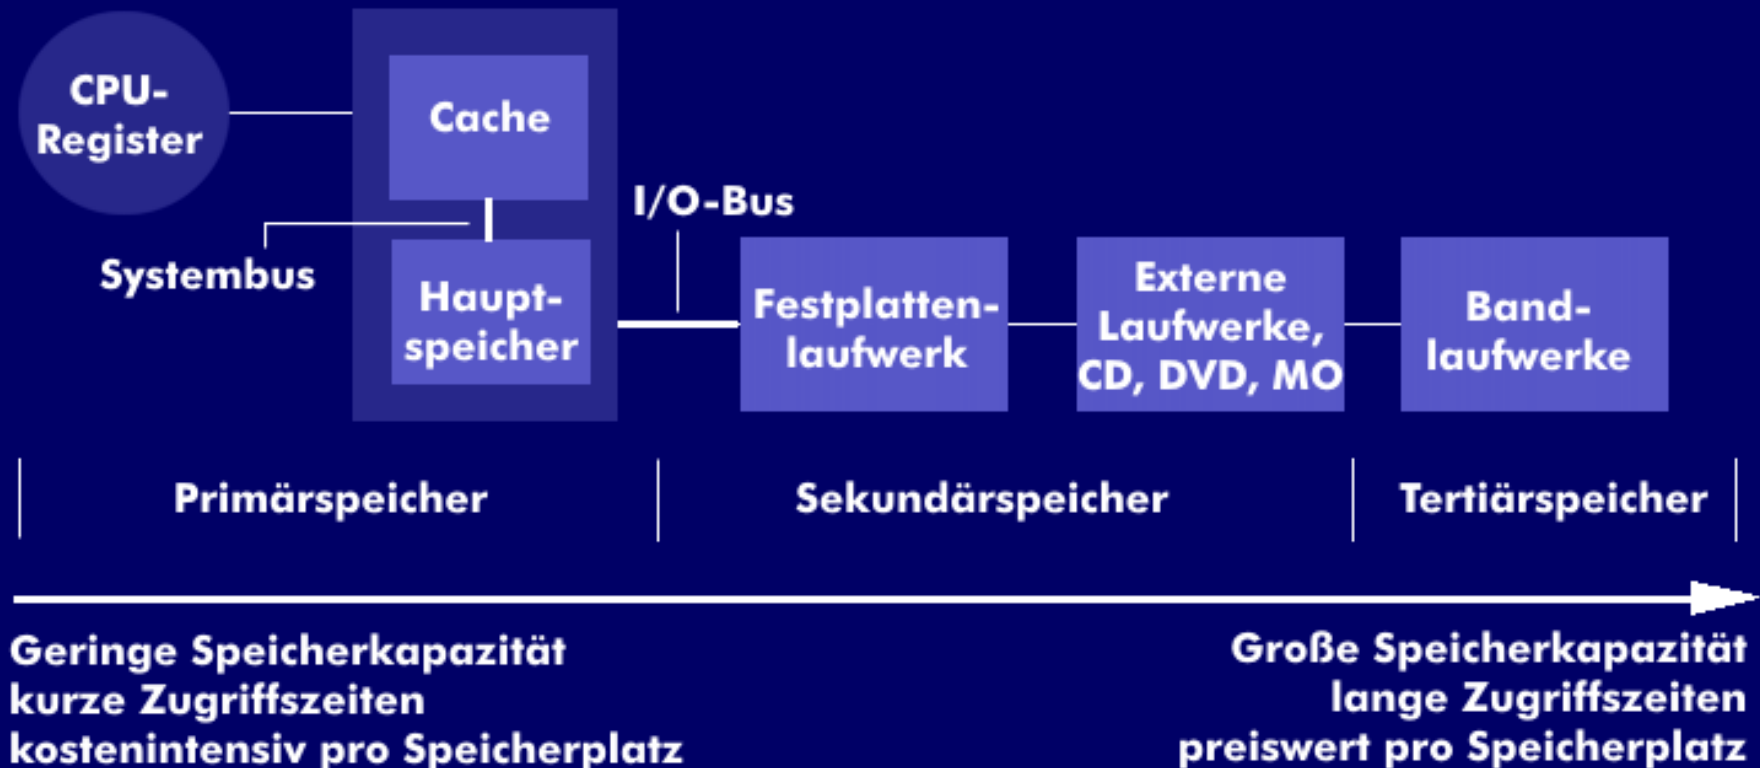 CPU-
Register
Cache
Systembus
Haupt-
speicher
I/O-Bus
Festplatten-
laufwerk
Externe
Laufwerke,
CD, DVD, MO
Band-
laufwerke
Primärspeicher
Sekundärspeicher
Tertiärspeicher
Geringe Speicherkapazität
kurze Zugriffszeiten
kostenintensiv pro Speicherplatz
Große Speicherkapazität
lange Zugriffszeiten
preiswert pro Speicherplatz